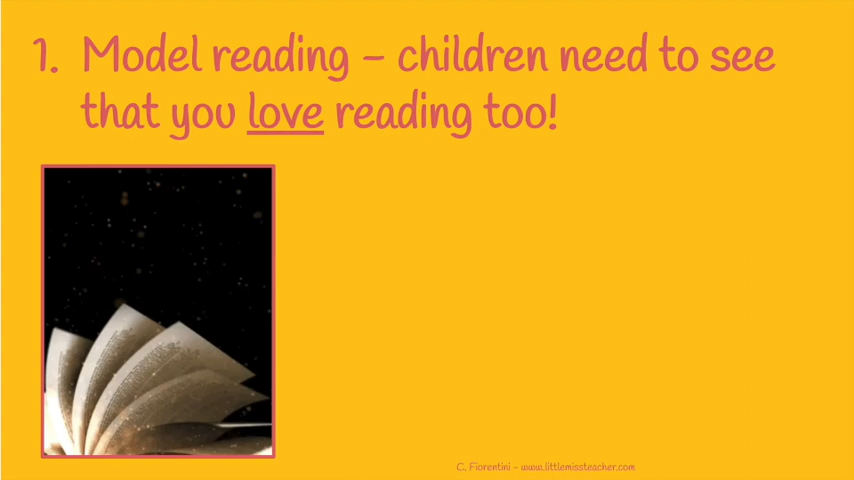 1. Model reading – children need to see
that you love reading too!
C. Fiorentini - www.littlemissteacher.com